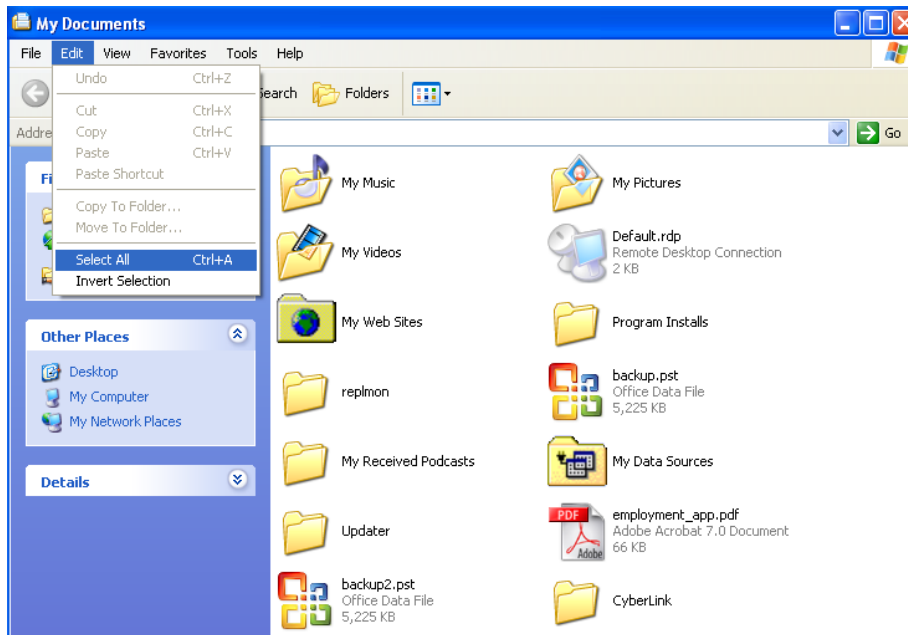 My Documents
File Edit View Favorites Tools Help
Undo Ctrl+Z
Cut Ctrl+X
Copy Ctrl+C
Paste Ctrl+V
Paste Shortcut
Copy To Folder...
Move To Folder...
Select All Ctrl+A
Invert Selection
Folders
Go
Other Places
Desktop
My Computer
My Network Places
Details
My Music
My Pictures
My Videos
Default.rdp
Remote Desktop Connection
2 KB
My Web Sites
Program Installs
replmon
backup.pst
Office Data File
5,225 KB
My Received Podcasts
My Data Sources
Updater
PDF
Adobe
employment_app.pdf
Adobe Acrobat 7.0 Document
66 KB
backup2.pst
Office Data File
5,225 KB
CyberLink